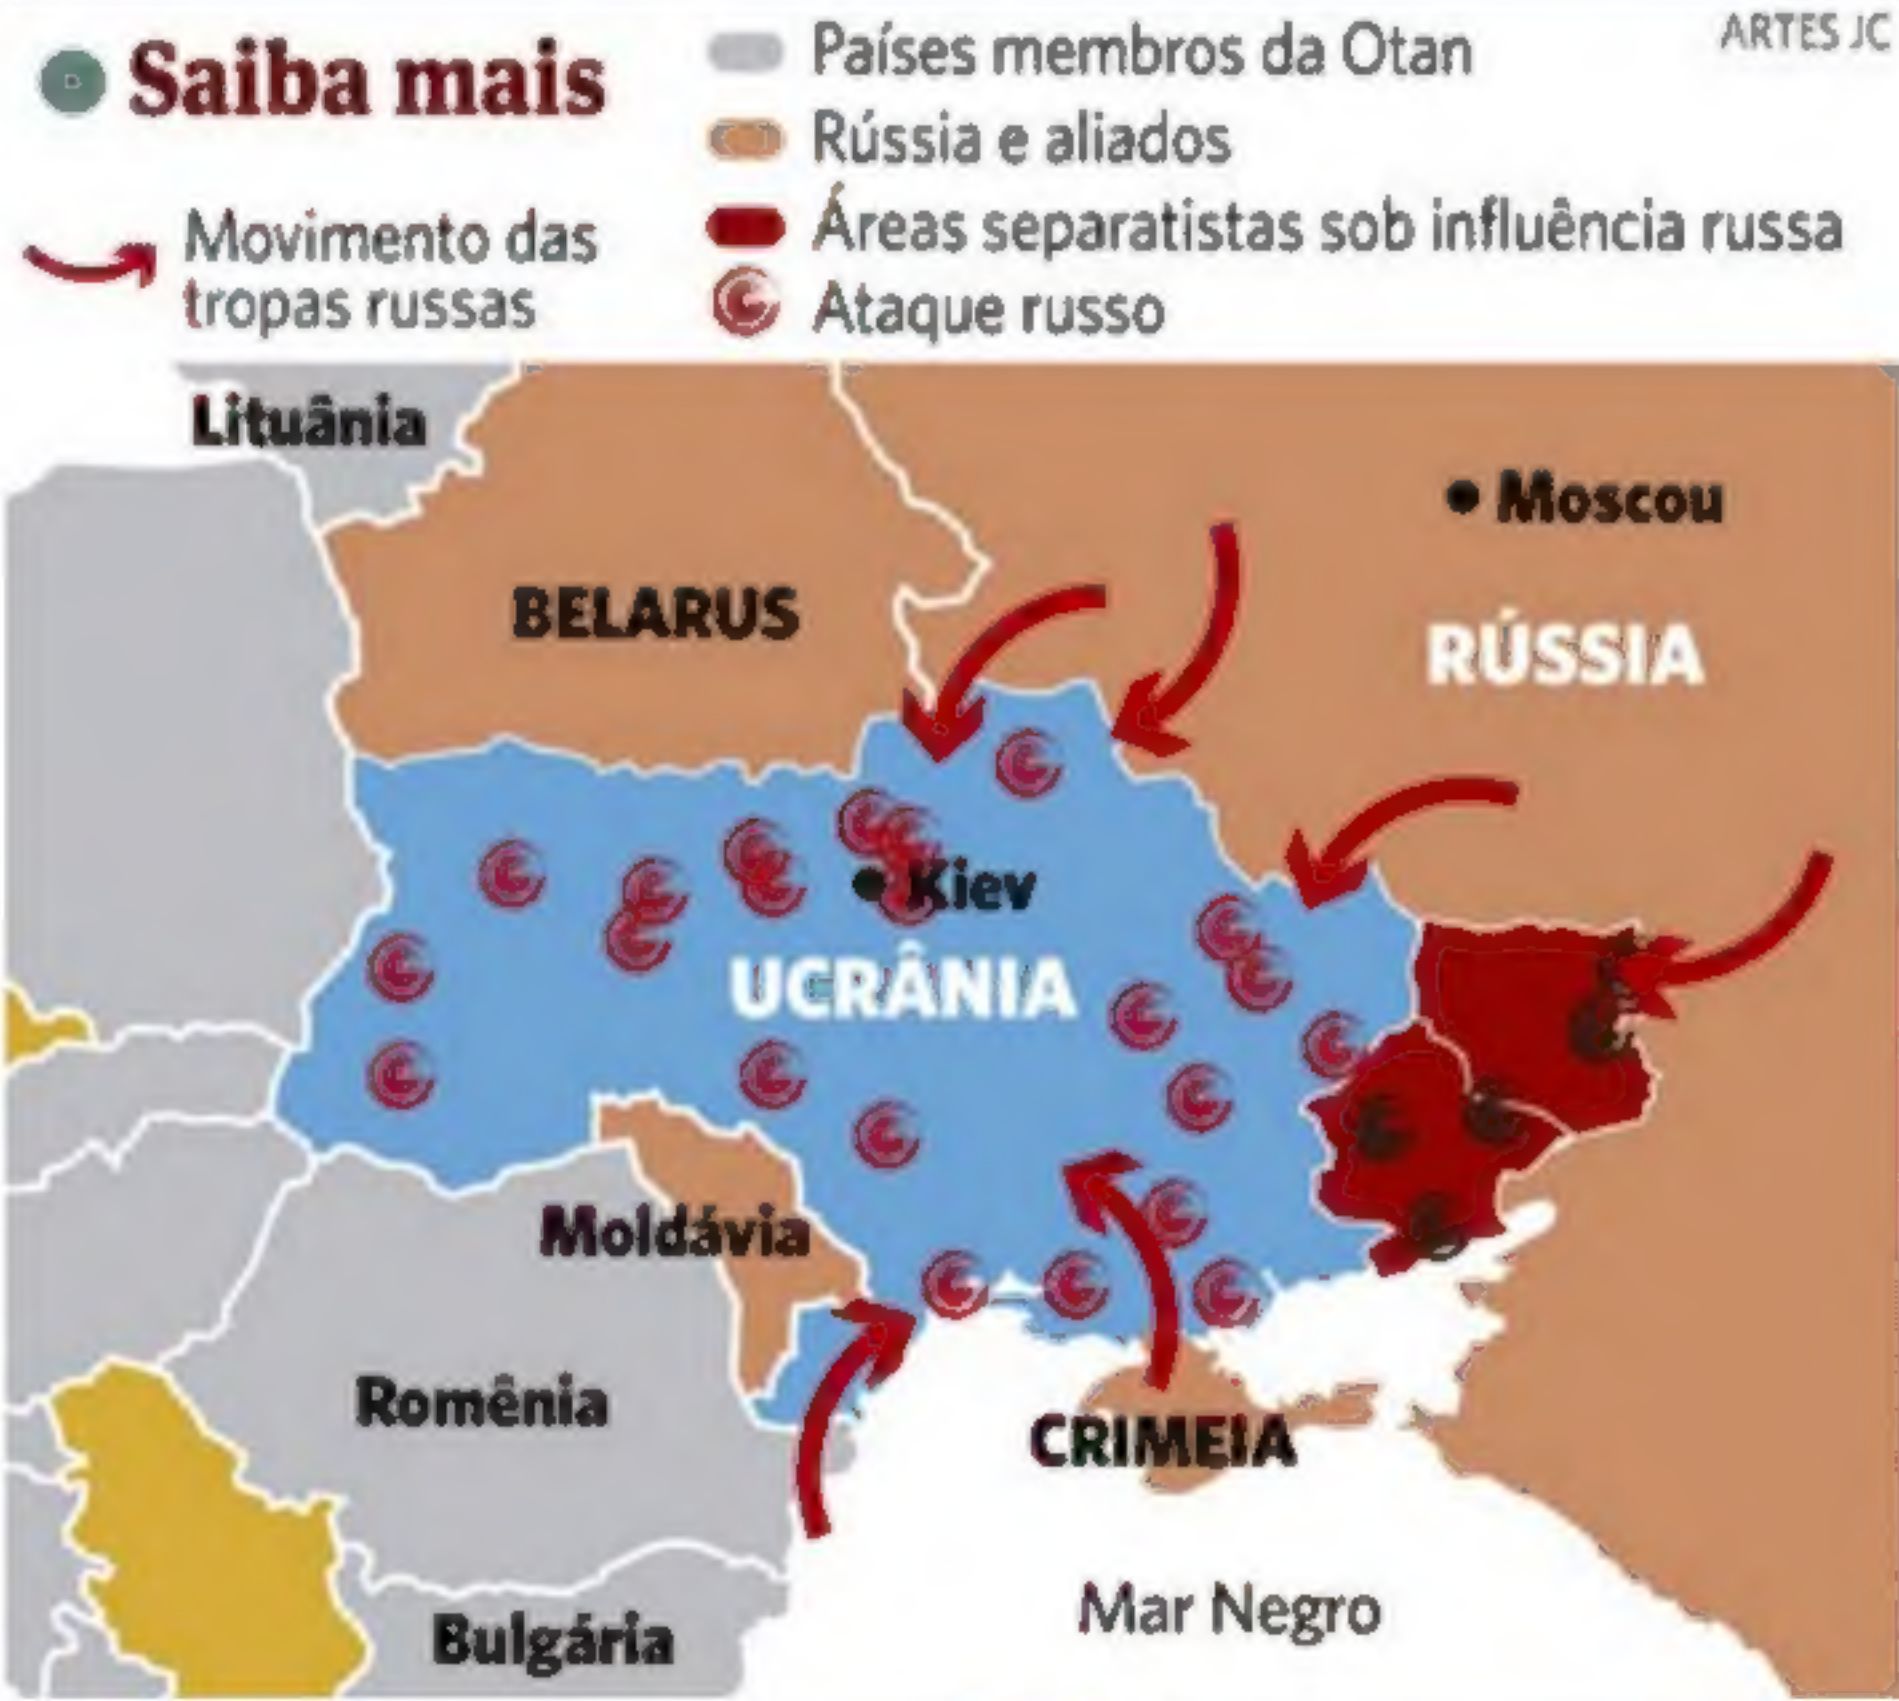 Saiba mais
Movimento das
tropas russas
Países membros da Otan
Rússia e aliados
Áreas separatistas sob influência russa
Ataque russo
ARTES JC
Lituânia
Moscou
BELARUS
RÚSSIA
Kiev
UCRÂNIA
Moldávia
Romênia
CRIMEIA
Mar Negro
Bulgária